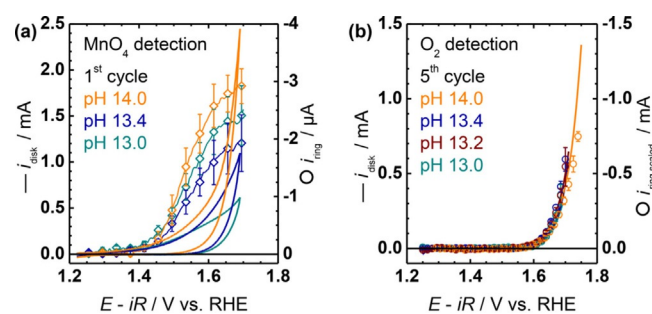 (a)
MnO₄ detection
1ˢᵗ cycle
pH 14.0
pH 13.4
pH 13.0
2.5
2.0
1.5
1.0
0.5
0.0
— i_disk / mA
-4
-3
-2
-1
0
O i_ring / µA
1.2 1.4 1.6 1.8
E - iR / V vs. RHE
(b)
O₂ detection
5ᵗʰ cycle
pH 14.0
pH 13.4
pH 13.2
pH 13.0
1.5
1.0
0.5
0.0
— i_disk / mA
-1.5
-1.0
-0.5
-0.0
1.2 1.4 1.6 1.8
E - iR / V vs. RHE